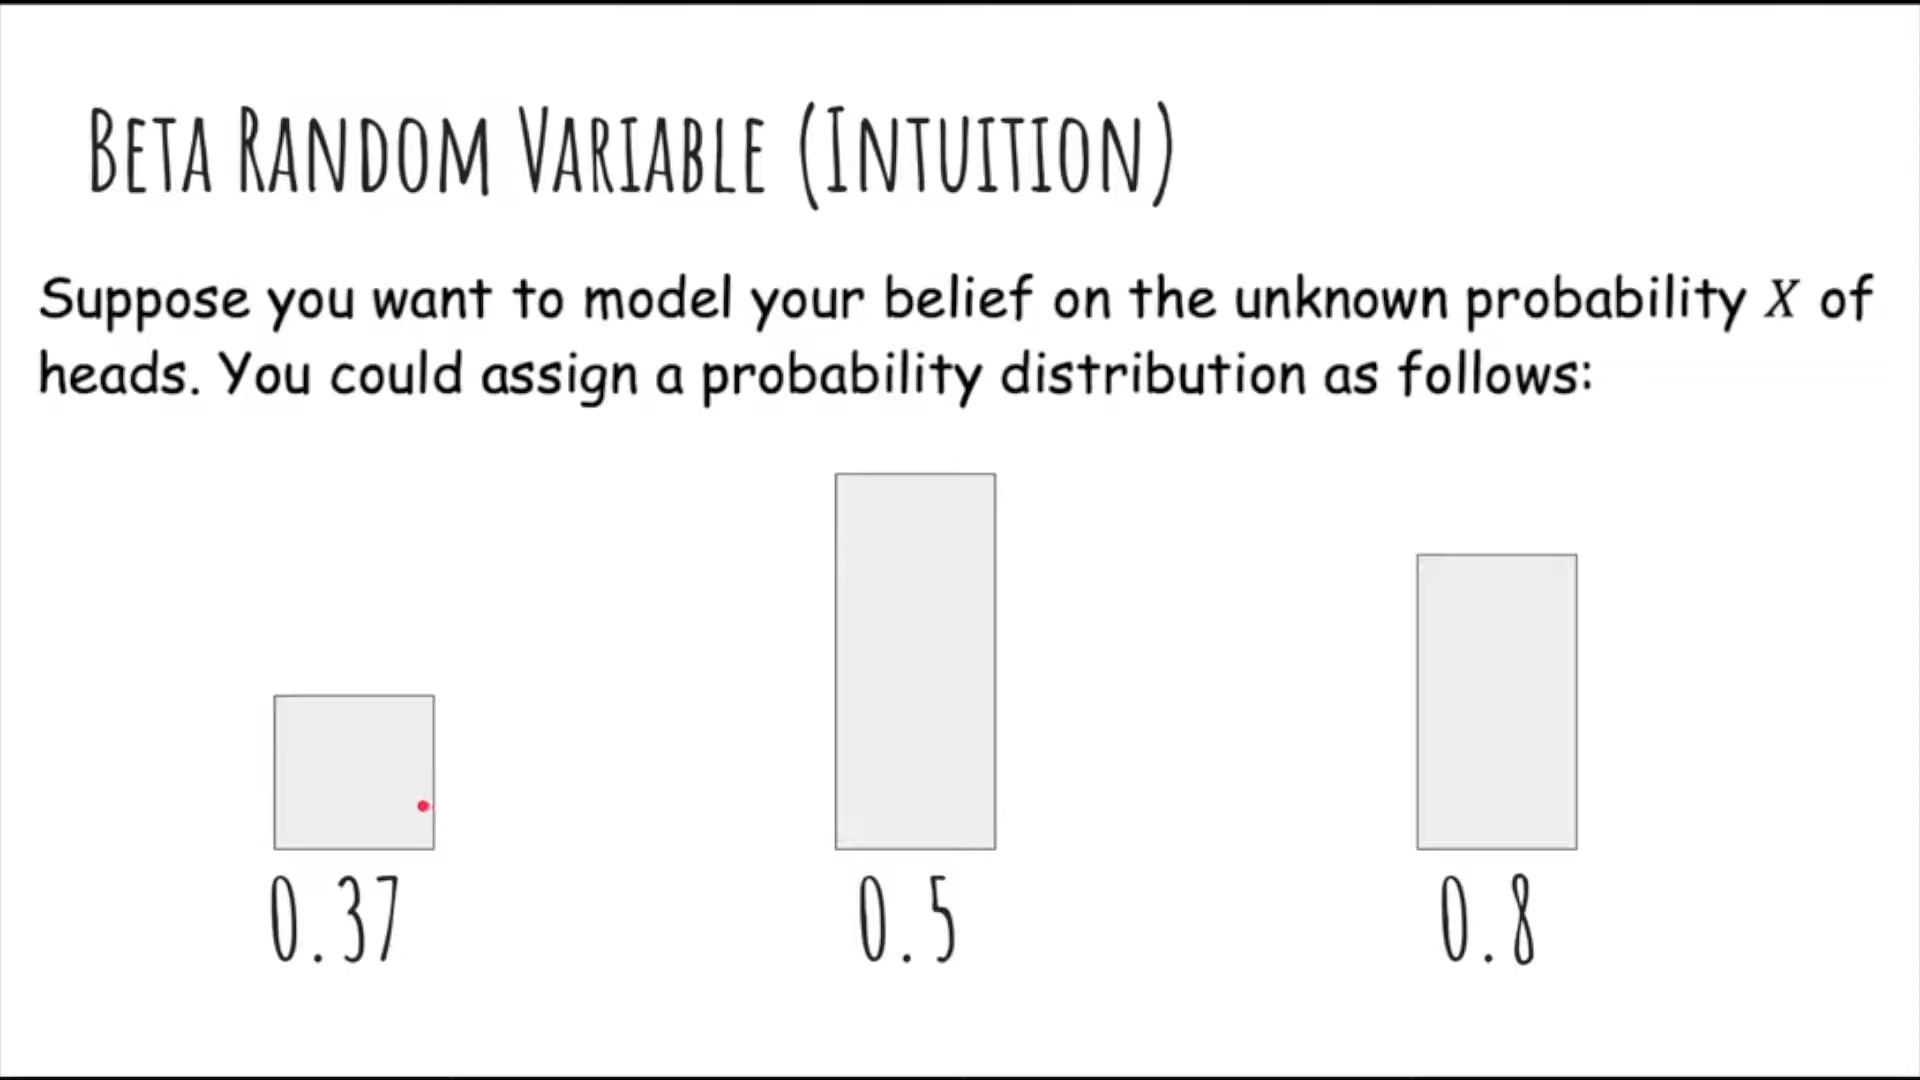 Beta Random Variable (Intuition)
Suppose you want to model your belief on the unknown probability X of
heads. You could assign a probability distribution as follows:
0.37 0.5 0.8